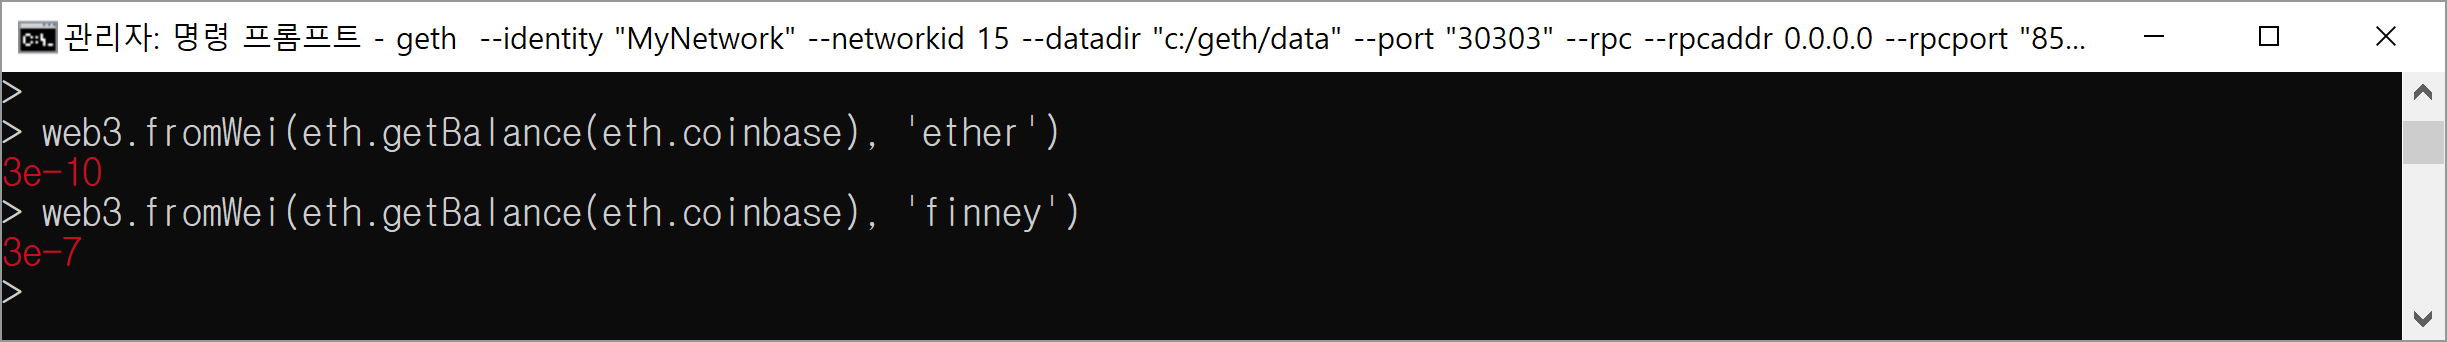 관리자: 명령 프롬프트 - geth --identity "MyNetwork" --networkid 15 --datadir "c:/geth/data" --port "30303" --rpc --rpcaddr 0.0.0.0 --rpcport "85...
>
> web3.fromWei(eth.getBalance(eth.coinbase), 'ether')
3e-10
> web3.fromWei(eth.getBalance(eth.coinbase), 'finney')
3e-7
>